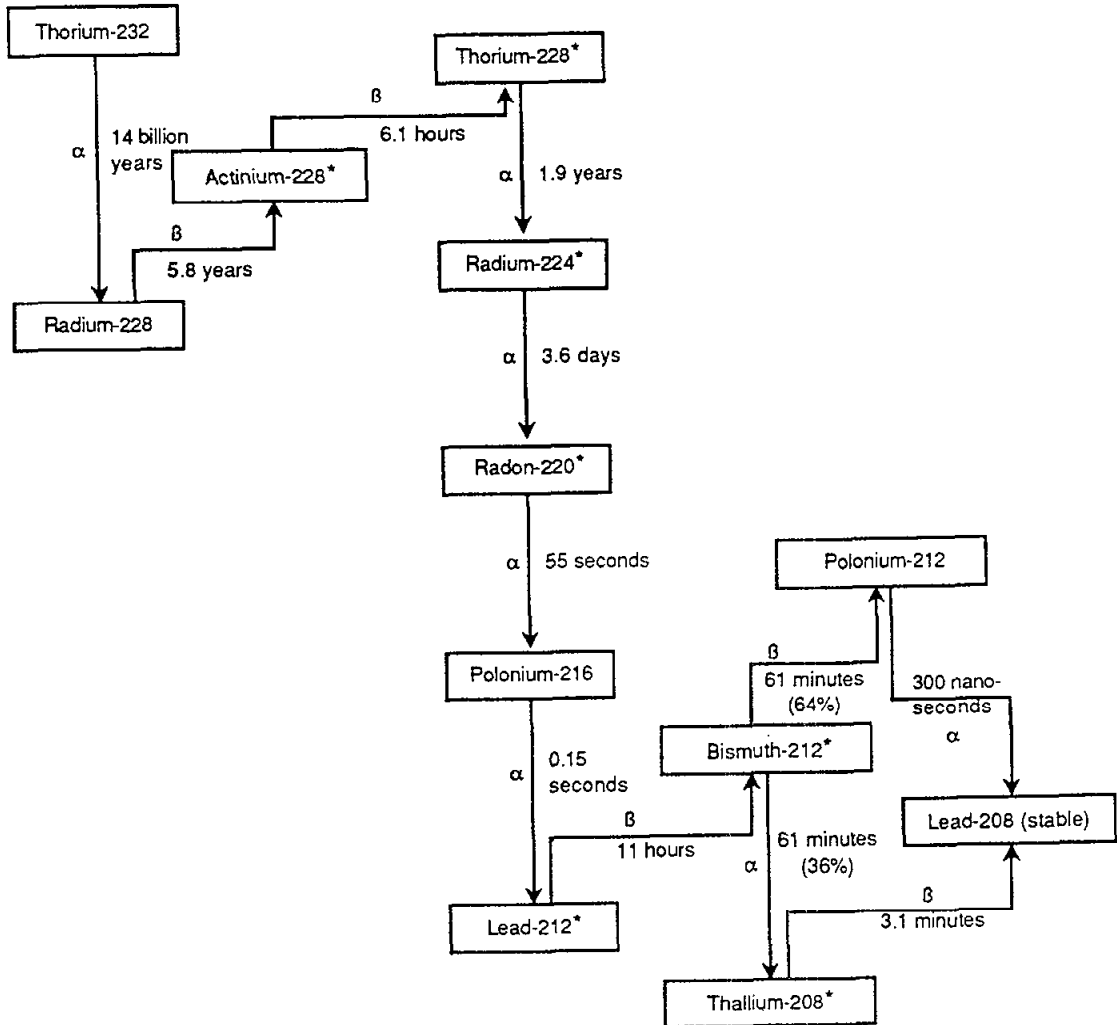 Thorium-232
Thorium-228*
ß
6.1 hours
α
14 billion
years
Actinium-228*
α
1.9 years
ß
5.8 years
Radium-224*
Radium-228
α
3.6 days
Radon-220*
α
55 seconds
Polonium-212
Polonium-216
ß
61 minutes
(64%)
300 nano-
seconds
α
Bismuth-212*
α
0.15
seconds
Lead-208 (stable)
ß
11 hours
61 minutes
(36%)
α
ß
3.1 minutes
Lead-212*
Thallium-208*